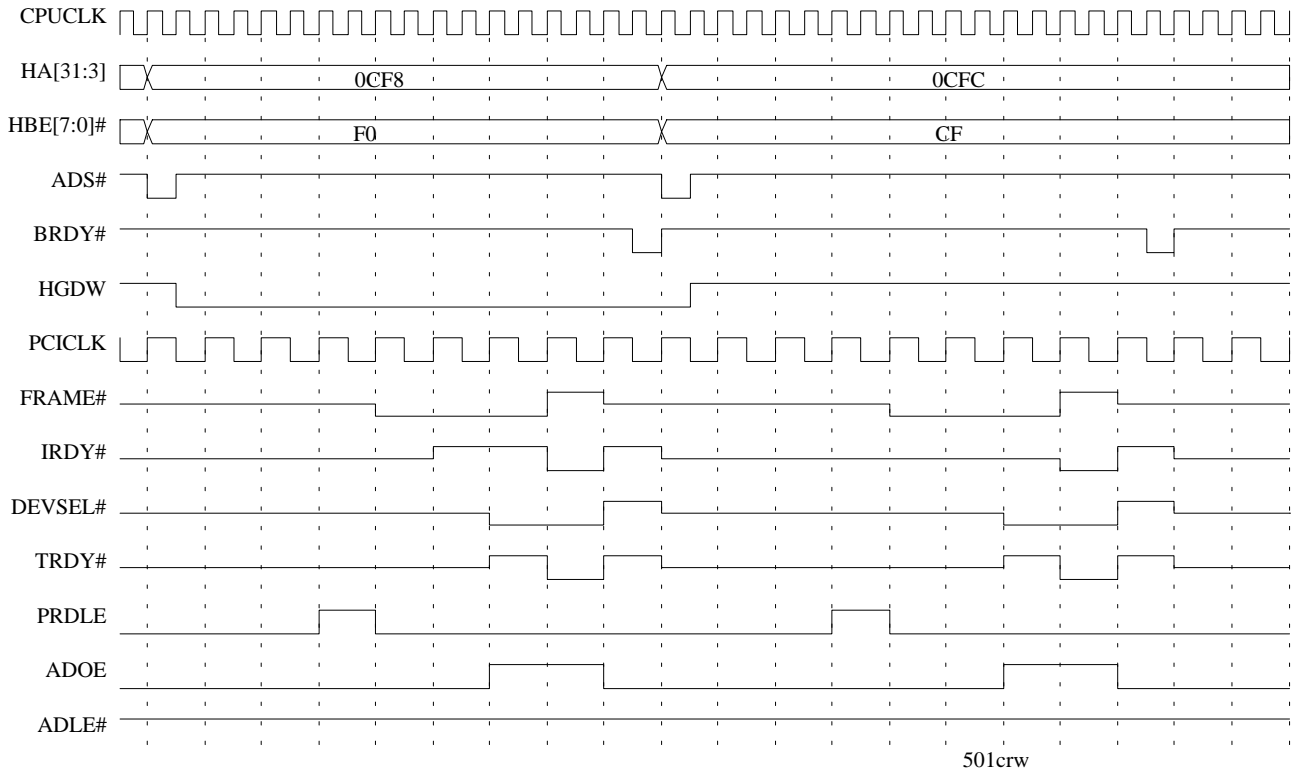 CPUCLK
HA[31:3] 0CF8 0CFC
HBE[7:0]# F0 CF
ADS#
BRDY#
HGDW
PCICLK
FRAME#
IRDY#
DEVSEL#
TRDY#
PRDLE
ADOE
ADLE#
501crw